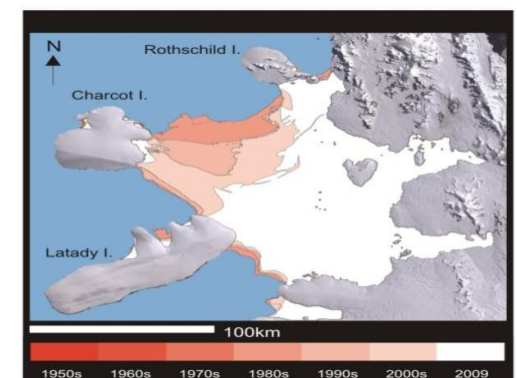 N
Rothschild I.
Charcot I.
Latady I.
100km
1950s 1960s 1970s 1980s 1990s 2000s 2009